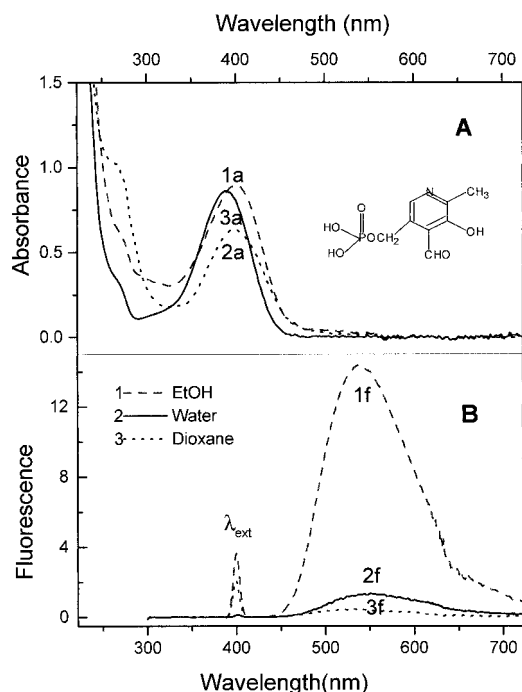 Wavelength (nm)
300 400 500 600 700
1.5
1.0
0.5
0.0
Absorbance
A
1a
3a
2a
N
CH₃
O
HO
P
OCH₂
OH
HO
CHO
B
1 EtOH
2 Water
3 Dioxane
1f
2f
3f
λext
12
8
4
0
Fluorescence
300 400 500 600 700
Wavelength(nm)